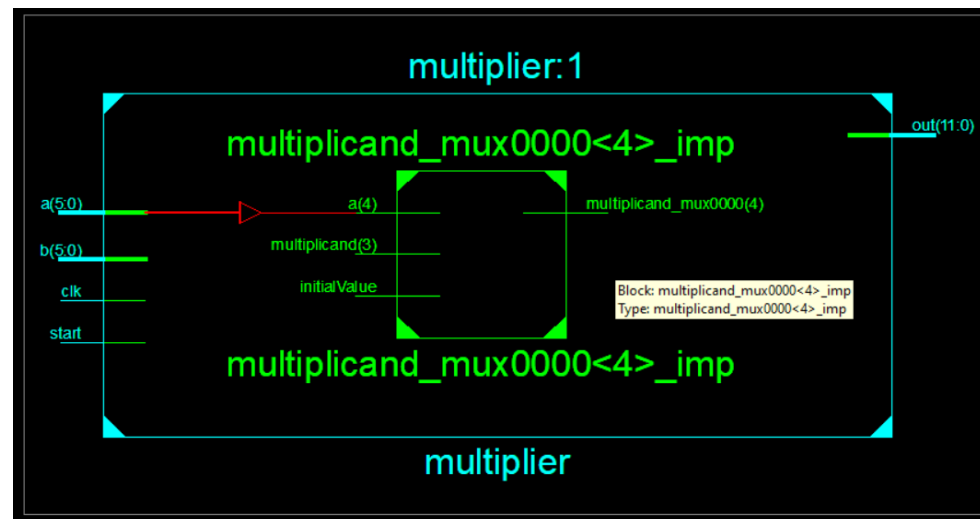 multiplier:1
out(11:0)
multiplicand_mux0000<4>_imp
a(5:0)
a(4)
multiplicand_mux0000(4)
b(5:0)
multiplicand(3)
clk
initialValue
Block: multiplicand_mux0000<4>_imp
Type: multiplicand_mux0000<4>_imp
start
multiplicand_mux0000<4>_imp
multiplier